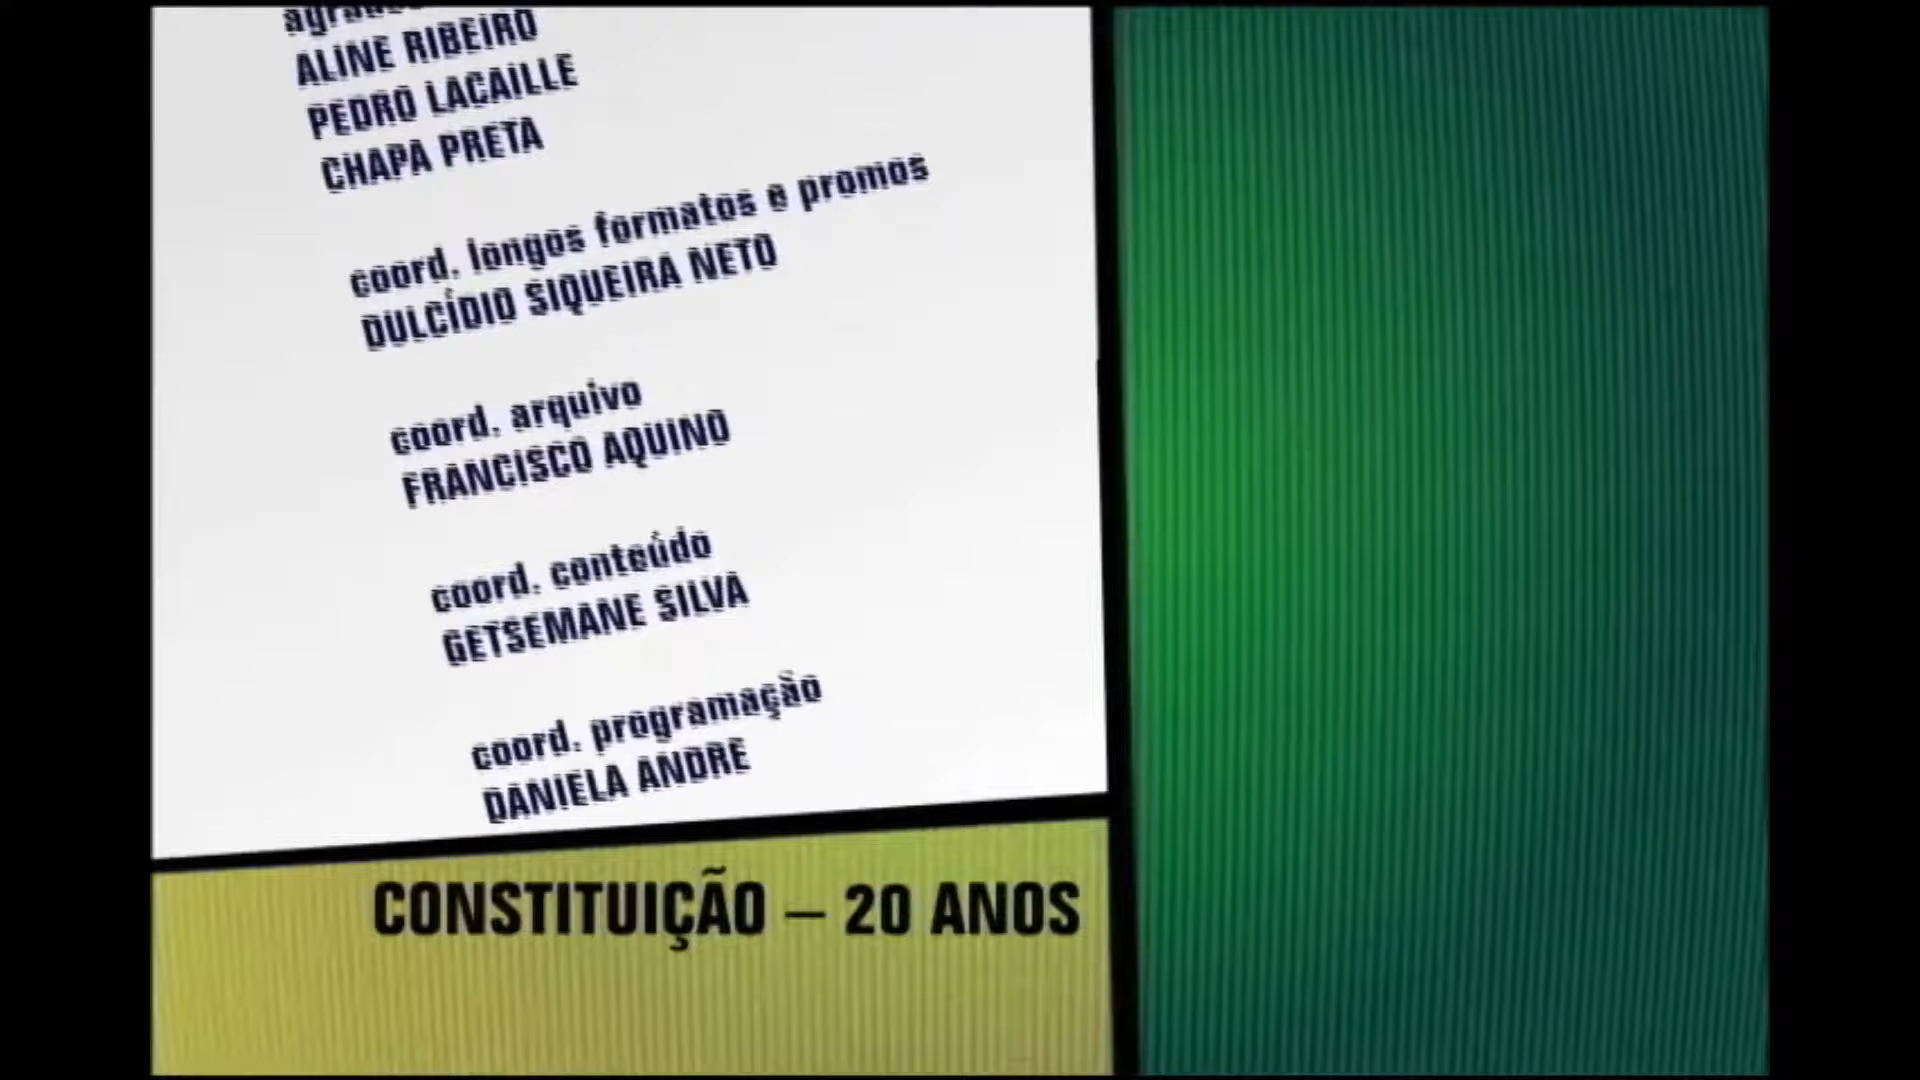 ALINE RIBEIRO
PEDRO LACAILLE
CHAPA PRETA
coord. longos formatos e promos
DULCÍDIO SIQUEIRA NETO
coord. arquivo
FRANCISCO AQUINO
coord. conteúdo
GETSEMANE SILVA
coord. programação
DANIELA ANDRE
CONSTITUIÇÃO – 20 ANOS